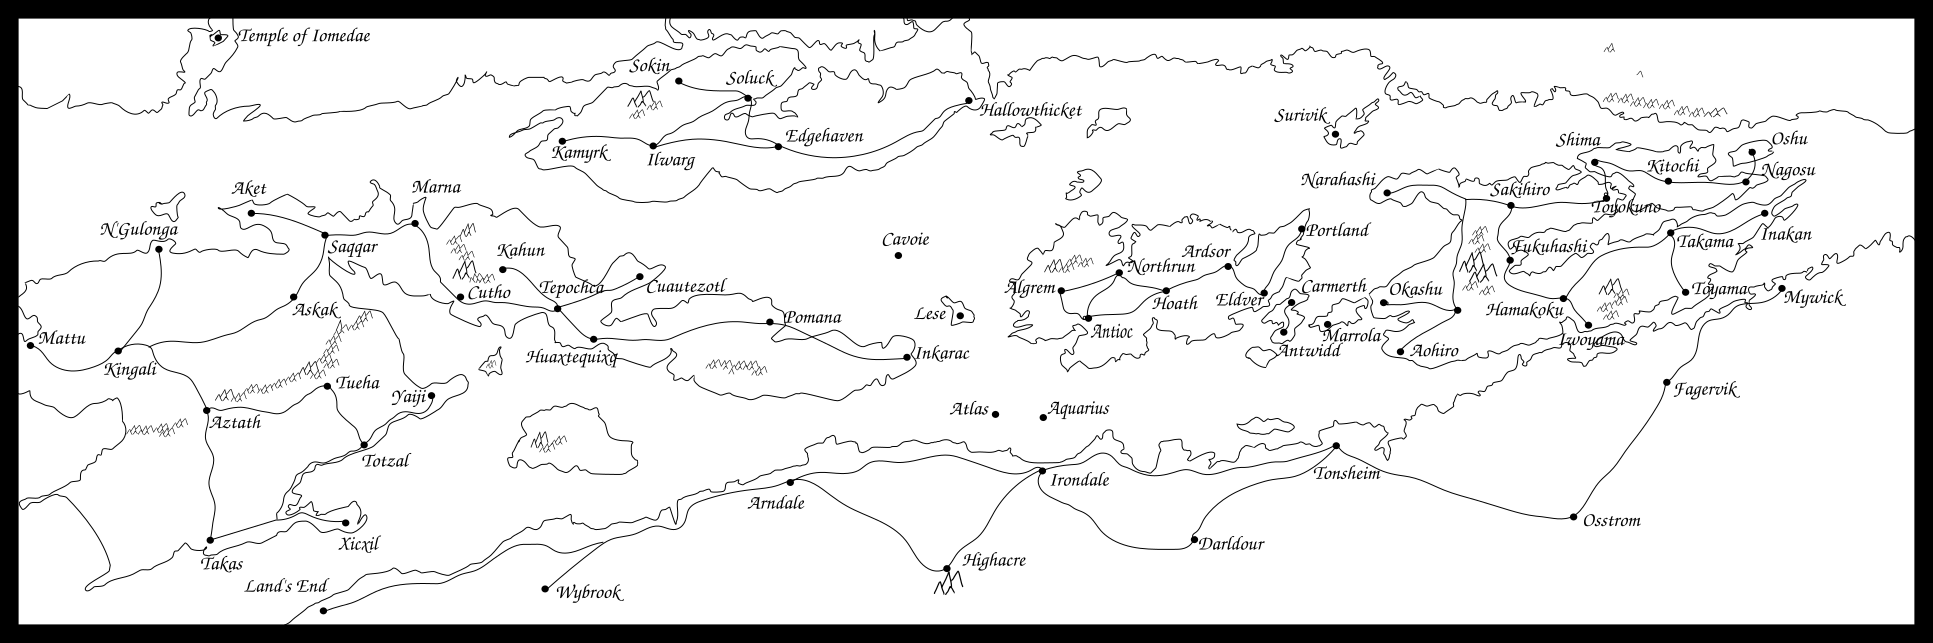 Temple of Iomedae
Sokin
Soluck
Hallowthicket
Surivik
Edgehaven
Kamyrk
Ilwarg
Shima
Oshu
Kitochi
Nagosu
Narahashi
Sakihiro
Toyokuno
Aket
Marna
N'Gulonga
Saqqar
Kahun
Cavoie
Ardsor
Portland
Fukuhashi
Takama
Inakan
Northrun
Cutho
Tepochca
Cuautezotl
Algrem
Hoath
Eldver
Carmerth
Okashu
Toyama
Mywick
Askak
Pomana
Lese
Antioc
Hamakoku
Mattu
Marrola
Iwoyama
Kingali
Huaxtequixq
Inkarac
Antwidd
Aohiro
Tueha
Yaiji
Fagervik
Aztath
Atlas
Aquarius
Totzal
Irondale
Tonsheim
Arndale
Osstrom
Xicxil
Darldour
Takas
Highacre
Land's End
Wybrook